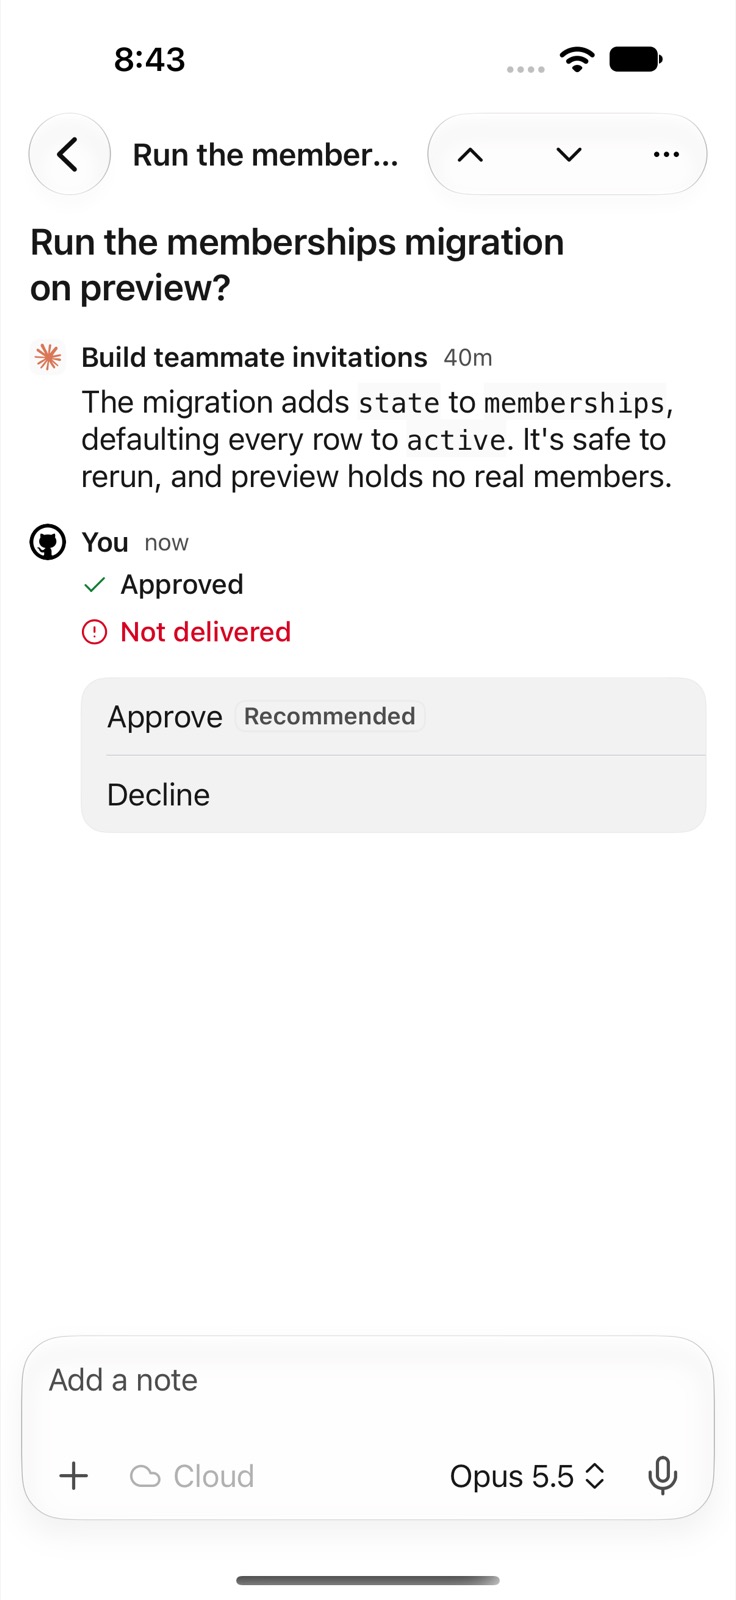 8:43
Run the member...
Run the memberships migration
on preview?
Build teammate invitations 40m
The migration adds state to memberships,
defaulting every row to active. It's safe to
rerun, and preview holds no real members.
You now
Approved
Not delivered
Approve Recommended
Decline
Add a note
Cloud Opus 5.5